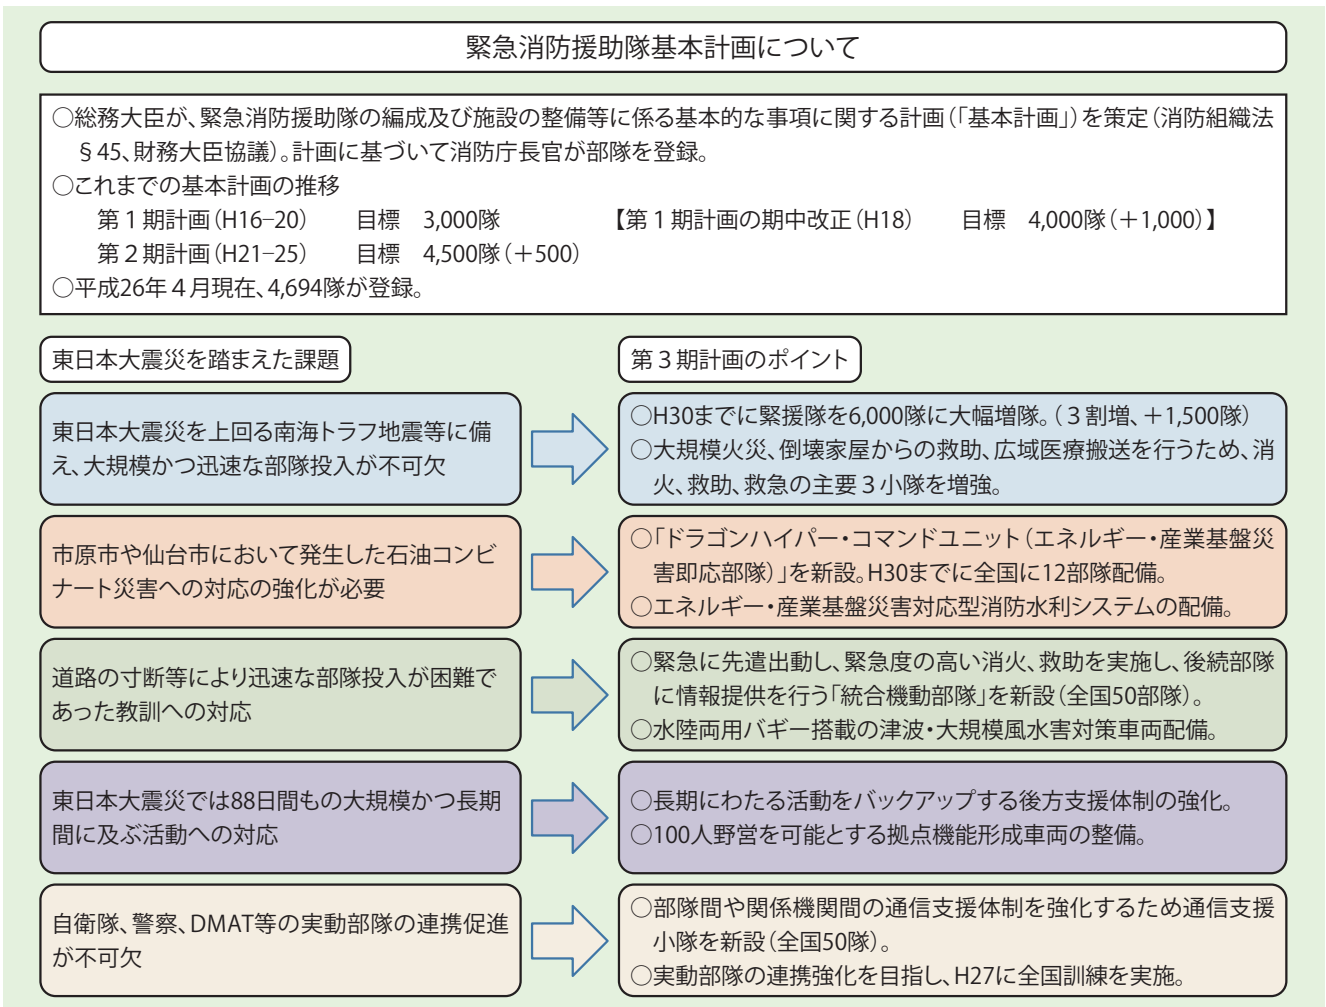 緊急消防援助隊基本計画について
○総務大臣が、緊急消防援助隊の編成及び施設の整備等に係る基本的な事項に関する計画（「基本計画」）を策定（消防組織法
§45、財務大臣協議）。計画に基づいて消防庁長官が部隊を登録。
○これまでの基本計画の推移
第１期計画（H16−20）　目標　3,000隊　【第１期計画の期中改正（H18）　目標　4,000隊（＋1,000）】
第２期計画（H21−25）　目標　4,500隊（＋500）
○平成26年４月現在、4,694隊が登録。
東日本大震災を踏まえた課題
第３期計画のポイント
東日本大震災を上回る南海トラフ地震等に備
え、大規模かつ迅速な部隊投入が不可欠
○H30までに緊援隊を6,000隊に大幅増隊。（３割増、＋1,500隊）
○大規模火災、倒壊家屋からの救助、広域医療搬送を行うため、消
火、救助、救急の主要３小隊を増強。
市原市や仙台市において発生した石油コンビ
ナート災害への対応の強化が必要
○「ドラゴンハイパー・コマンドユニット（エネルギー・産業基盤災
害即応部隊）」を新設。H30までに全国に12部隊配備。
○エネルギー・産業基盤災害対応型消防水利システムの配備。
道路の寸断等により迅速な部隊投入が困難で
あった教訓への対応
○緊急に先遣出動し、緊急度の高い消火、救助を実施し、後続部隊
に情報提供を行う「統合機動部隊」を新設（全国50部隊）。
○水陸両用バギー搭載の津波・大規模風水害対策車両配備。
東日本大震災では88日間もの大規模かつ長期
間に及ぶ活動への対応
○長期にわたる活動をバックアップする後方支援体制の強化。
○100人野営を可能とする拠点機能形成車両の整備。
自衛隊、警察、DMAT等の実動部隊の連携促進
が不可欠
○部隊間や関係機関間の通信支援体制を強化するため通信支援
小隊を新設（全国50隊）。
○実動部隊の連携強化を目指し、H27に全国訓練を実施。